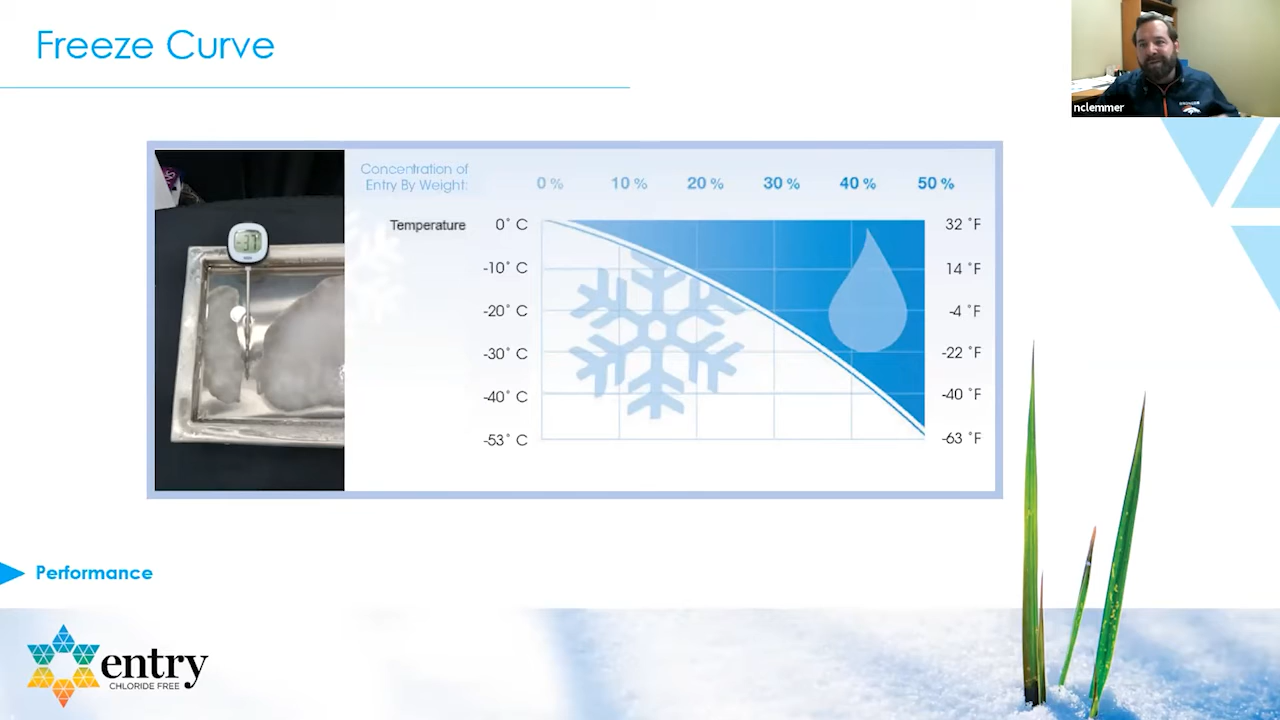 Freeze Curve
nclemmer
Concentration of
Entry By Weight:
0 % 10 % 20 % 30 % 40 % 50 %
Temperature
0° C 32 °F
-10° C 14 °F
-20° C -4 °F
-30° C -22 °F
-40° C -40 °F
-53° C -63 °F
Performance
entry
CHLORIDE FREE